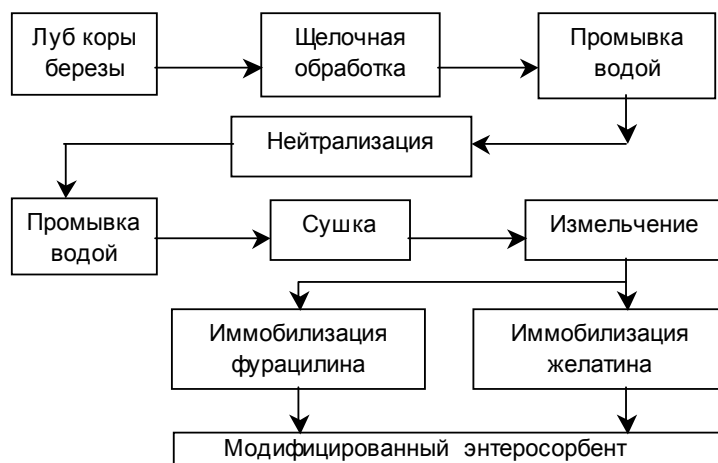 Луб коры
березы
Щелочная
обработка
Промывка
водой
Нейтрализация
Промывка
водой
Сушка
Измельчение
Иммобилизация
фурацилина
Иммобилизация
желатина
Модифицированный энтеросорбент